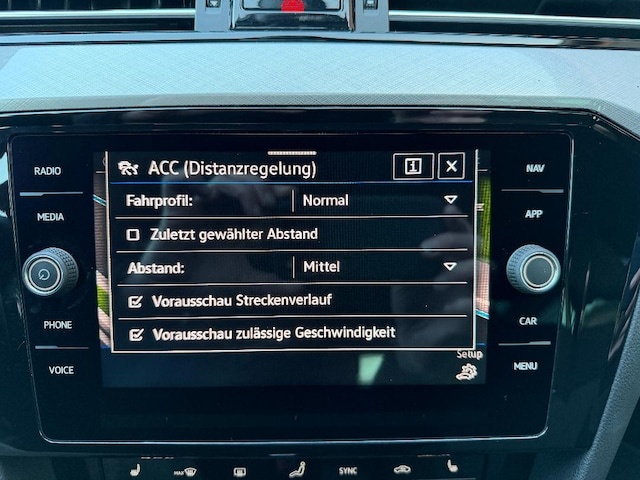 RADIO
MEDIA
PHONE
VOICE
ACC (Distanzregelung)
Fahrprofil: Normal
Zuletzt gewählter Abstand
Abstand: Mittel
Vorausschau Streckenverlauf
Vorausschau zulässige Geschwindigkeit
Setup
NAV
APP
CAR
MENU
MAX
SYNC